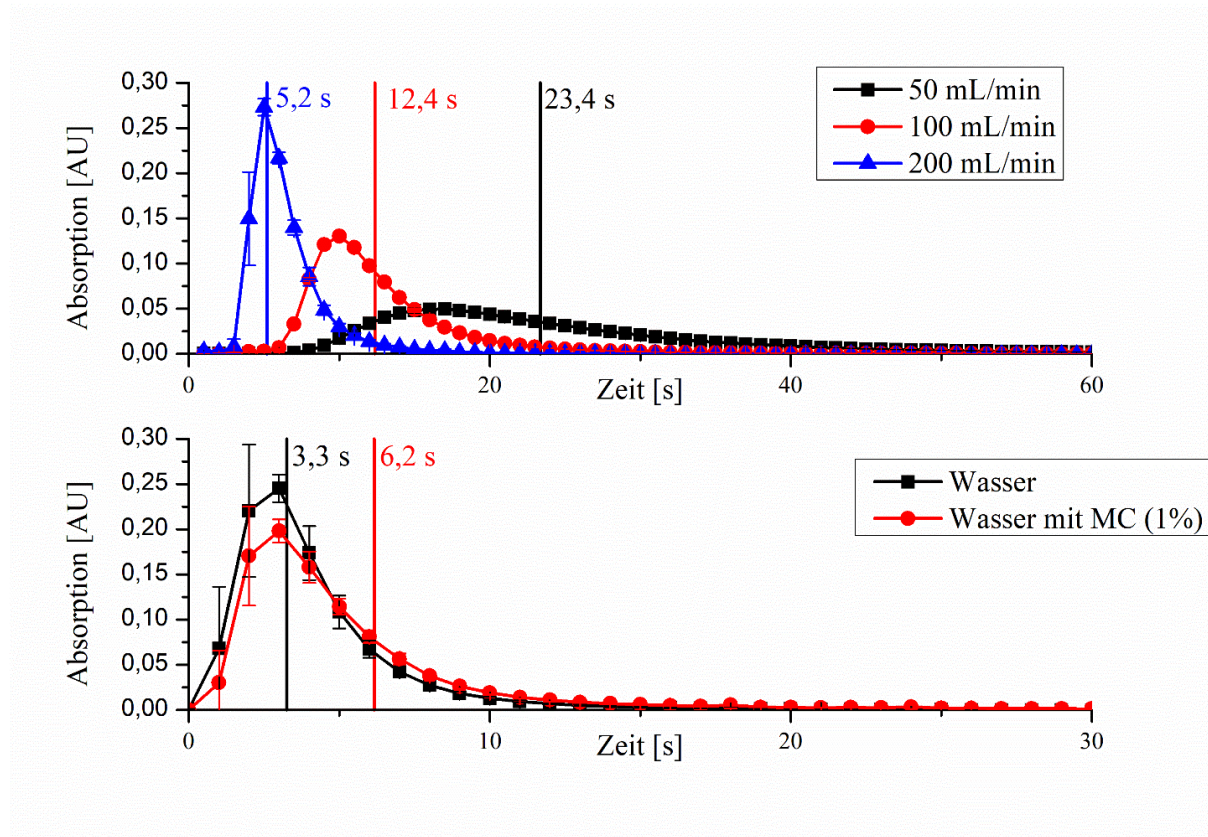 0,30
0,25
0,20
0,15
0,10
0,05
0,00
Absorption [AU]
5,2 s
12,4 s
23,4 s
50 mL/min
100 mL/min
200 mL/min
0
20
40
60
Zeit [s]
0,30
0,25
0,20
0,15
0,10
0,05
0,00
Absorption [AU]
3,3 s
6,2 s
Wasser
Wasser mit MC (1%)
0
10
20
30
Zeit [s]